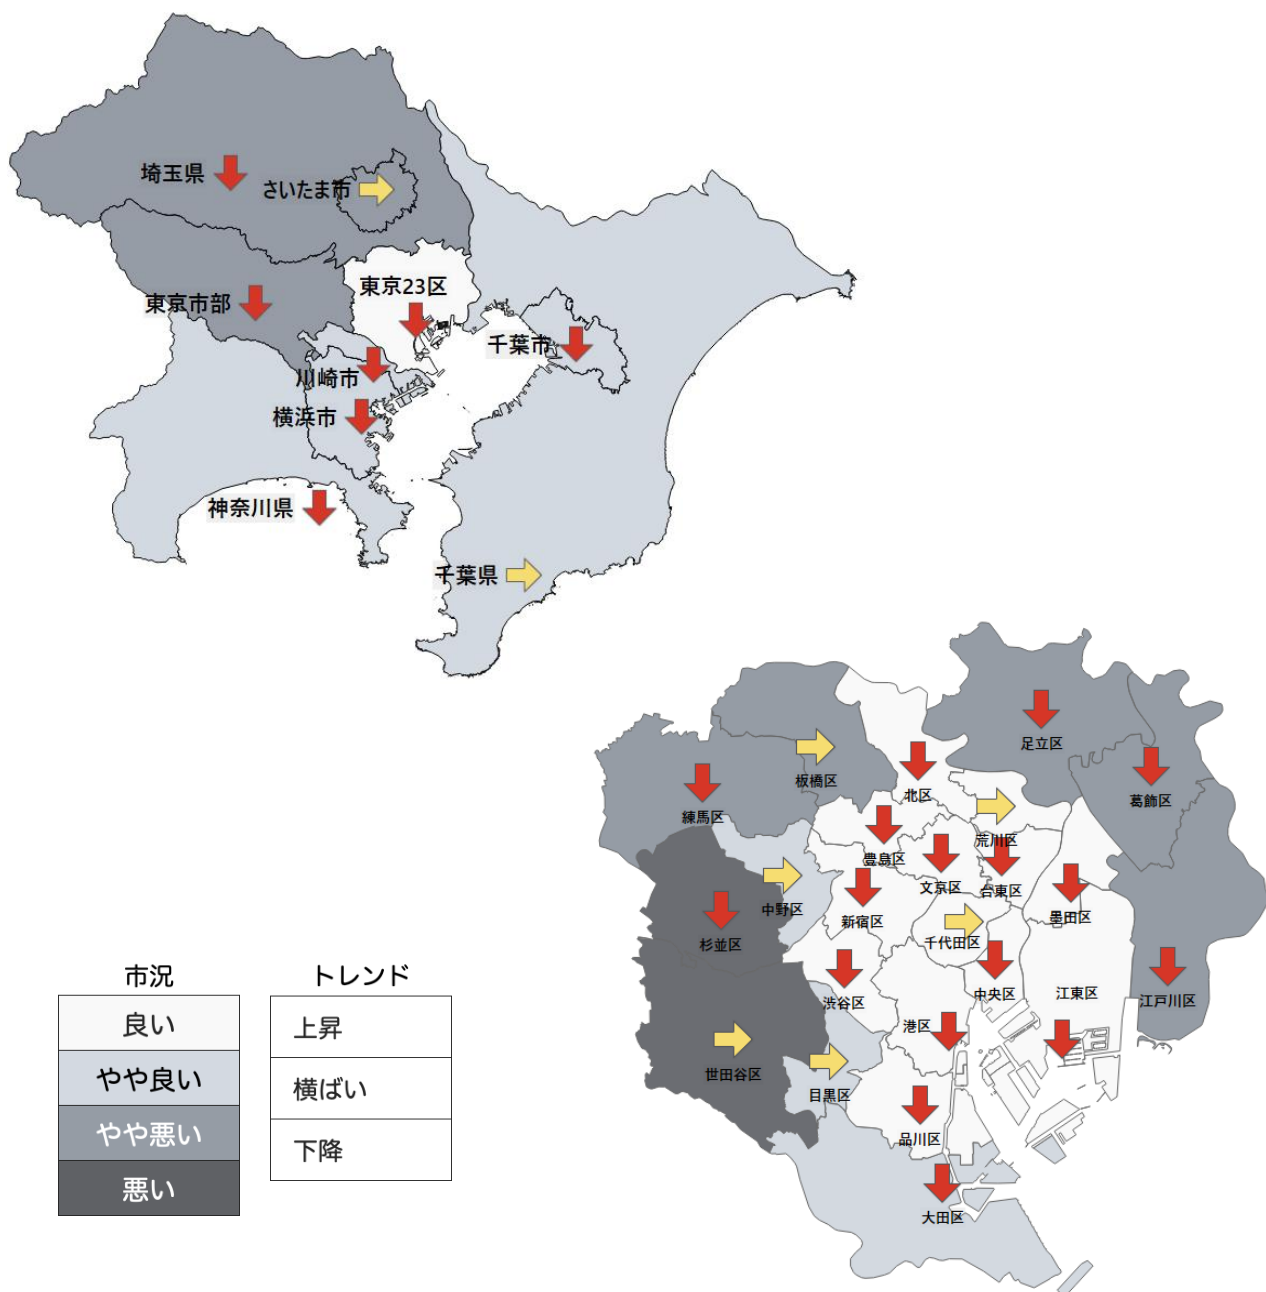 埼玉県
さいたま市
東京23区
東京市部
千葉市
川崎市
横浜市
神奈川県
千葉県
足立区
板橋区
北区
葛飾区
練馬区
荒川区
豊島区
文京区
台東区
中野区
新宿区
墨田区
杉並区
千代田区
渋谷区
中央区
江東区
江戸川区
港区
世田谷区
目黒区
品川区
大田区
市況
良い
やや良い
やや悪い
悪い
トレンド
上昇
横ばい
下降